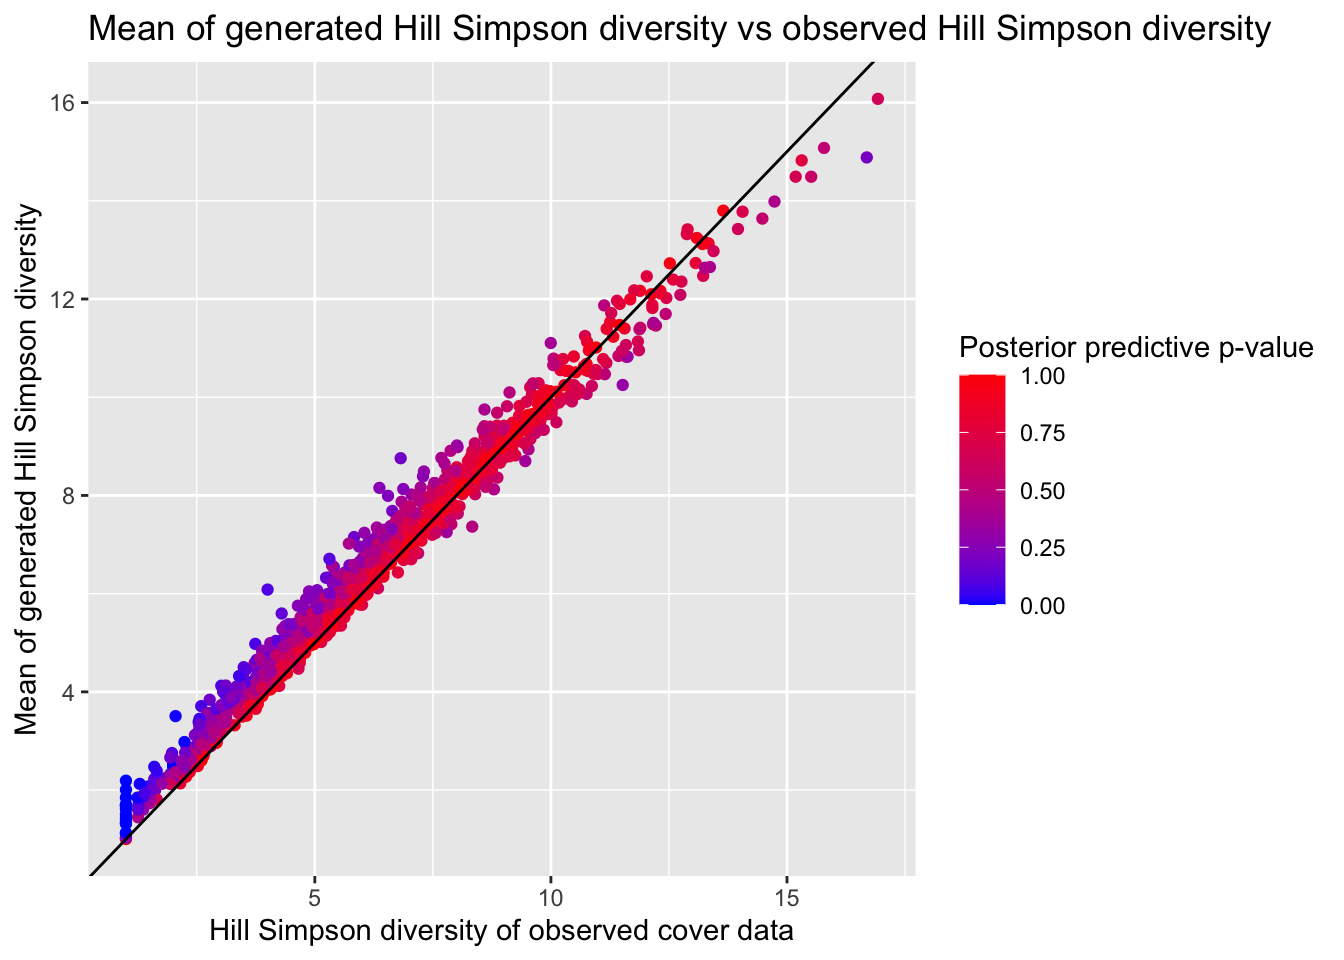 Mean of generated Hill Simpson diversity vs observed Hill Simpson diversity
Mean of generated Hill Simpson diversity
16
12
8
4
5 10 15
Hill Simpson diversity of observed cover data
Posterior predictive p-value
1.00
0.75
0.50
0.25
0.00